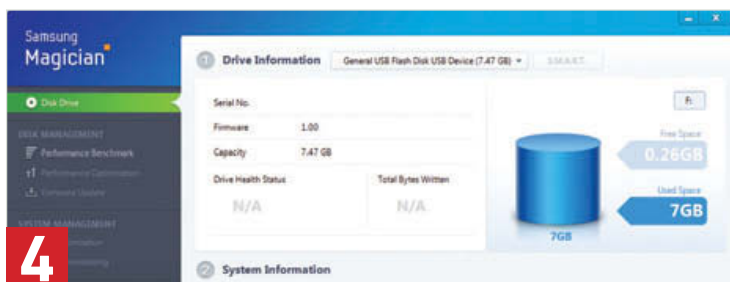 Samsung
Magician
1 Drive Information General USB Flash Disk USB Device (7.47 GB) S.M.A.R.T.
Disk Drive
Serial No.
F:
DISK MANAGEMENT
Firmware 1.00
Free Space
Performance Benchmark
Capacity 7.47 GB
0.26GB
Performance Optimization
Drive Health Status Total Bytes Written
Firmware Update
Used Space
N/A N/A
7GB
SYSTEM MANAGEMENT
7GB
4
2 System Information